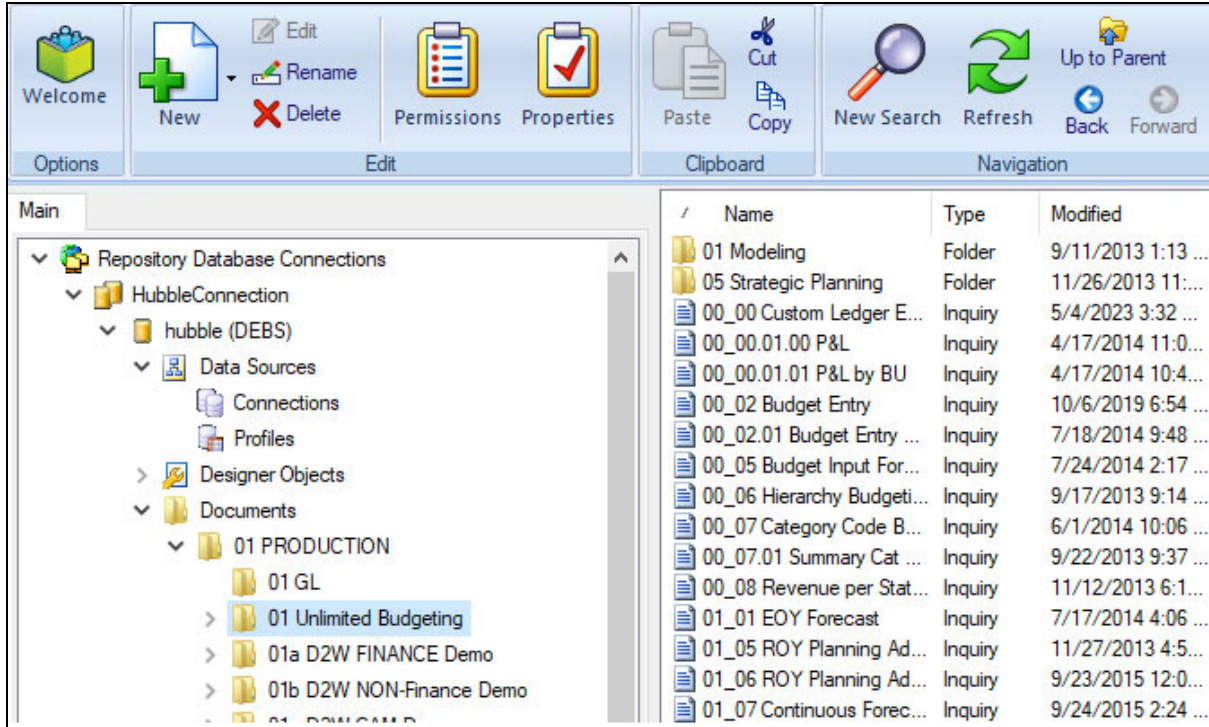 Welcome
New
Edit
Rename
Delete
Permissions
Properties
Paste
Cut
Copy
New Search
Refresh
Up to Parent
Back
Forward
Options
Edit
Clipboard
Navigation
Main
Repository Database Connections
HubbleConnection
hubble (DEBS)
Data Sources
Connections
Profiles
Designer Objects
Documents
01 PRODUCTION
01 GL
01 Unlimited Budgeting
01a D2W FINANCE Demo
01b D2W NON-Finance Demo
Name Type Modified
01 Modeling Folder 9/11/2013 1:13 ...
05 Strategic Planning Folder 11/26/2013 11:...
00_00 Custom Ledger E... Inquiry 5/4/2023 3:32 ...
00_00.01.00 P&L Inquiry 4/17/2014 11:0...
00_00.01.01 P&L by BU Inquiry 4/17/2014 10:4...
00_02 Budget Entry Inquiry 10/6/2019 6:54 ...
00_02.01 Budget Entry ... Inquiry 7/18/2014 9:48 ...
00_05 Budget Input For... Inquiry 7/24/2014 2:17 ...
00_06 Hierarchy Budgeti... Inquiry 9/17/2013 9:14 ...
00_07 Category Code B... Inquiry 6/1/2014 10:06 ...
00_07.01 Summary Cat ... Inquiry 9/22/2013 9:37 ...
00_08 Revenue per Stat... Inquiry 11/12/2013 6:1...
01_01 EOY Forecast Inquiry 7/17/2014 4:06 ...
01_05 ROY Planning Ad... Inquiry 11/27/2013 4:5...
01_06 ROY Planning Ad... Inquiry 9/23/2015 12:0...
01_07 Continuous Forec... Inquiry 9/24/2015 2:24 ...